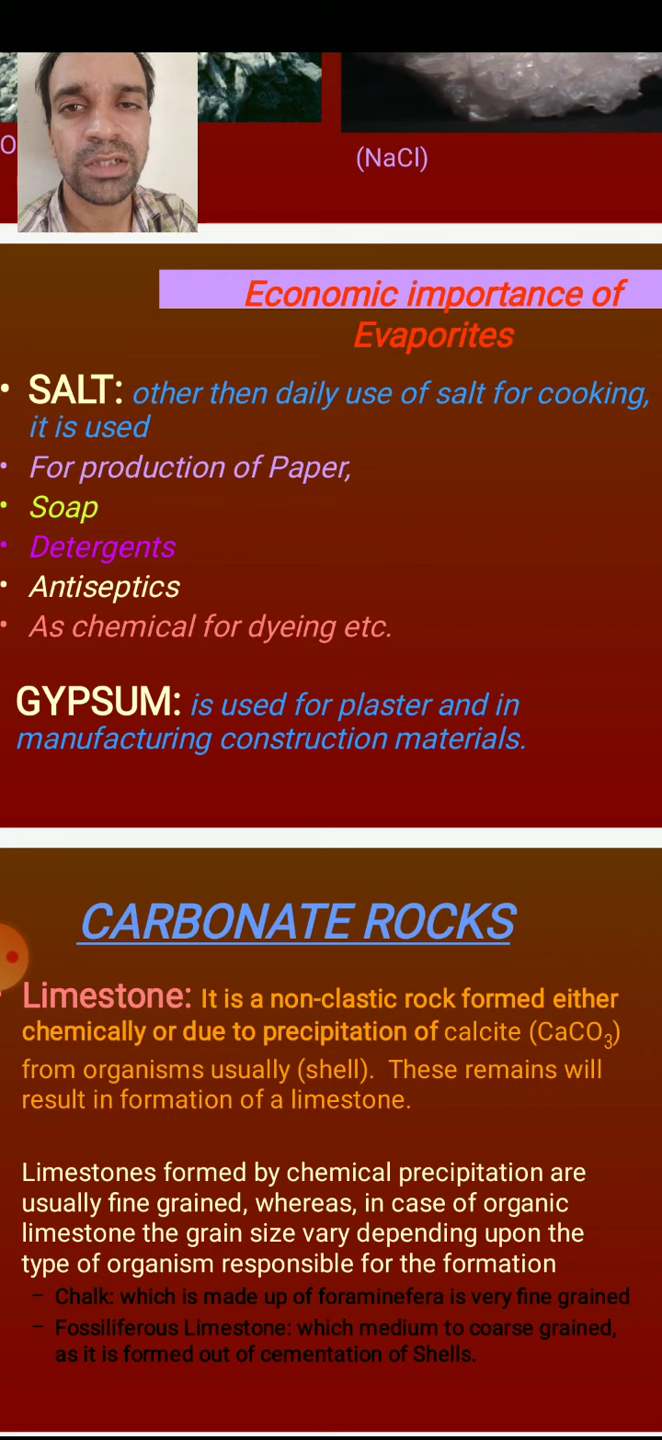 O
(NaCl)
Economic importance of
Evaporites
• SALT: other then daily use of salt for cooking,
it is used
• For production of Paper,
• Soap
• Detergents
• Antiseptics
• As chemical for dyeing etc.
GYPSUM: is used for plaster and in
manufacturing construction materials.
CARBONATE ROCKS
Limestone: It is a non-clastic rock formed either
chemically or due to precipitation of calcite (CaCO₃)
from organisms usually (shell). These remains will
result in formation of a limestone.
Limestones formed by chemical precipitation are
usually fine grained, whereas, in case of organic
limestone the grain size vary depending upon the
type of organism responsible for the formation
– Chalk: which is made up of foraminefera is very fine grained
– Fossiliferous Limestone: which medium to coarse grained,
as it is formed out of cementation of Shells.